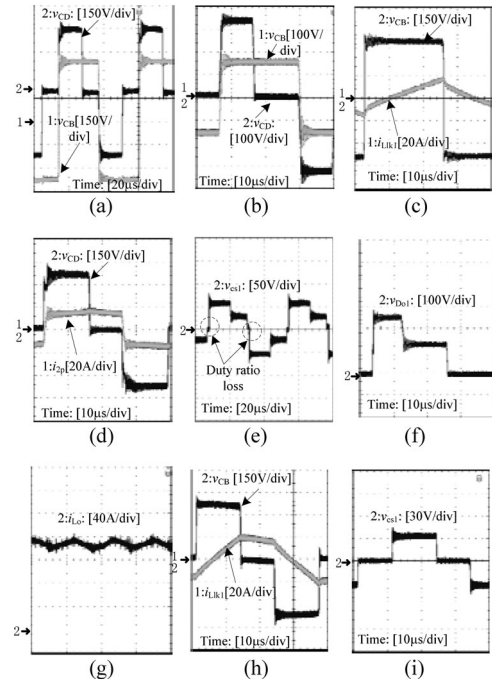 2:vCD: [150V/div]
2
1
1:vCB[150V/
div]
Time: [20μs/div]
(a)
1:vCB[100V/
div]
1
2
2:vCD:
[100V/div]
Time: [10μs/div]
(b)
2:vCB: [150V/div]
1
2
1:iLlk1[20A/div]
Time: [10μs/div]
(c)
2:vCD: [150V/div]
1
2
1:i2p[20A/div]
Time: [10μs/div]
(d)
2:vcs1: [50V/div]
2
Duty ratio
loss
Time: [20μs/div]
(e)
2:vDo1: [100V/div]
2
Time: [10μs/div]
(f)
2:iLo: [40A/div]
2
Time: [10μs/div]
(g)
2:vCB [150V/div]
1
2
1:iLlk1[20A/div]
Time: [10μs/div]
(h)
2:vcs1: [30V/div]
2
Time: [10μs/div]
(i)